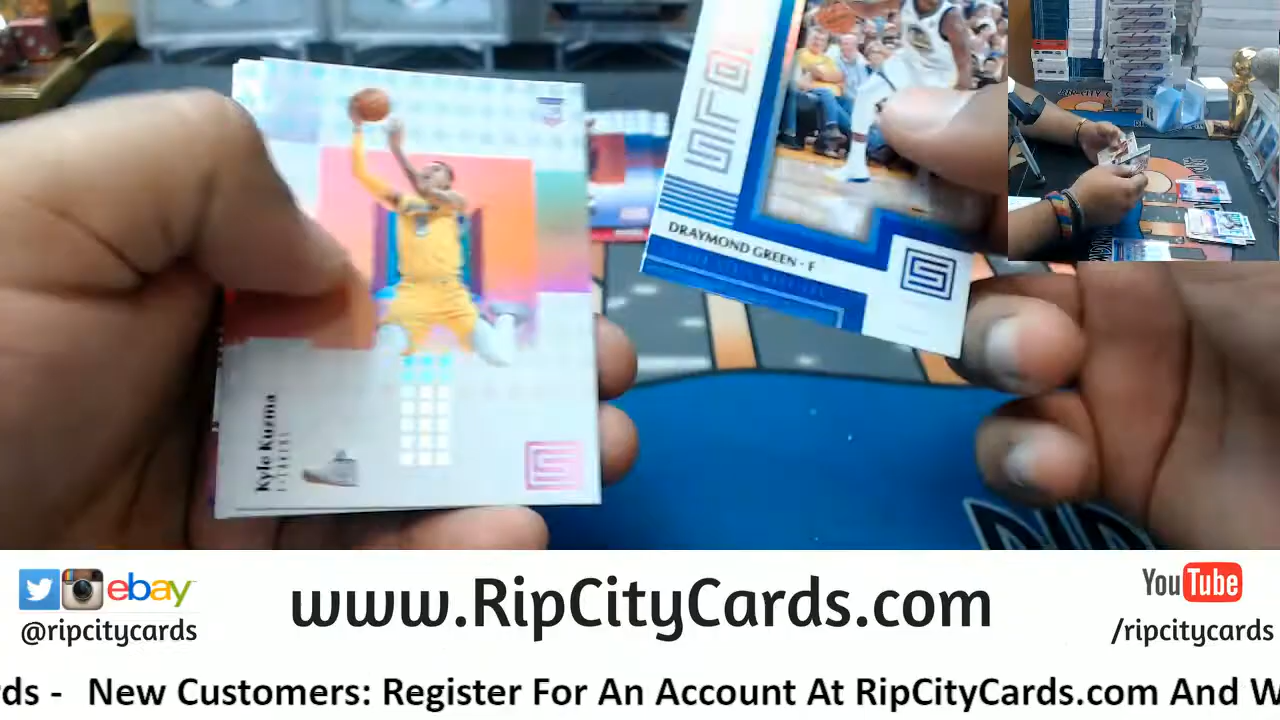 DRAYMOND GREEN - F
Kyle Kuzma
ebay
@ripcitycards
www.RipCityCards.com
YouTube
/ripcitycards
ds - New Customers: Register For An Account At RipCityCards.com And W